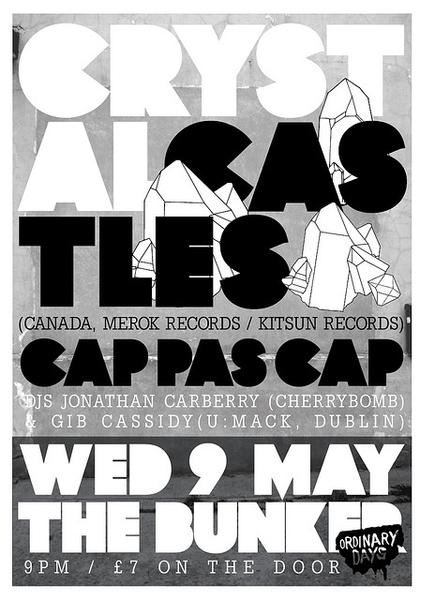 CRYST
ALCAS
TLES
(CANADA, MEROK RECORDS / KITSUN RECORDS)
CAP PAS CAP
DJS JONATHAN CARBERRY (CHERRYBOMB)
& GIB CASSIDY(U:MACK, DUBLIN)
WED 9 MAY
THE BUNKER
ORDINARY
DAYS
9PM / £7 ON THE DOOR